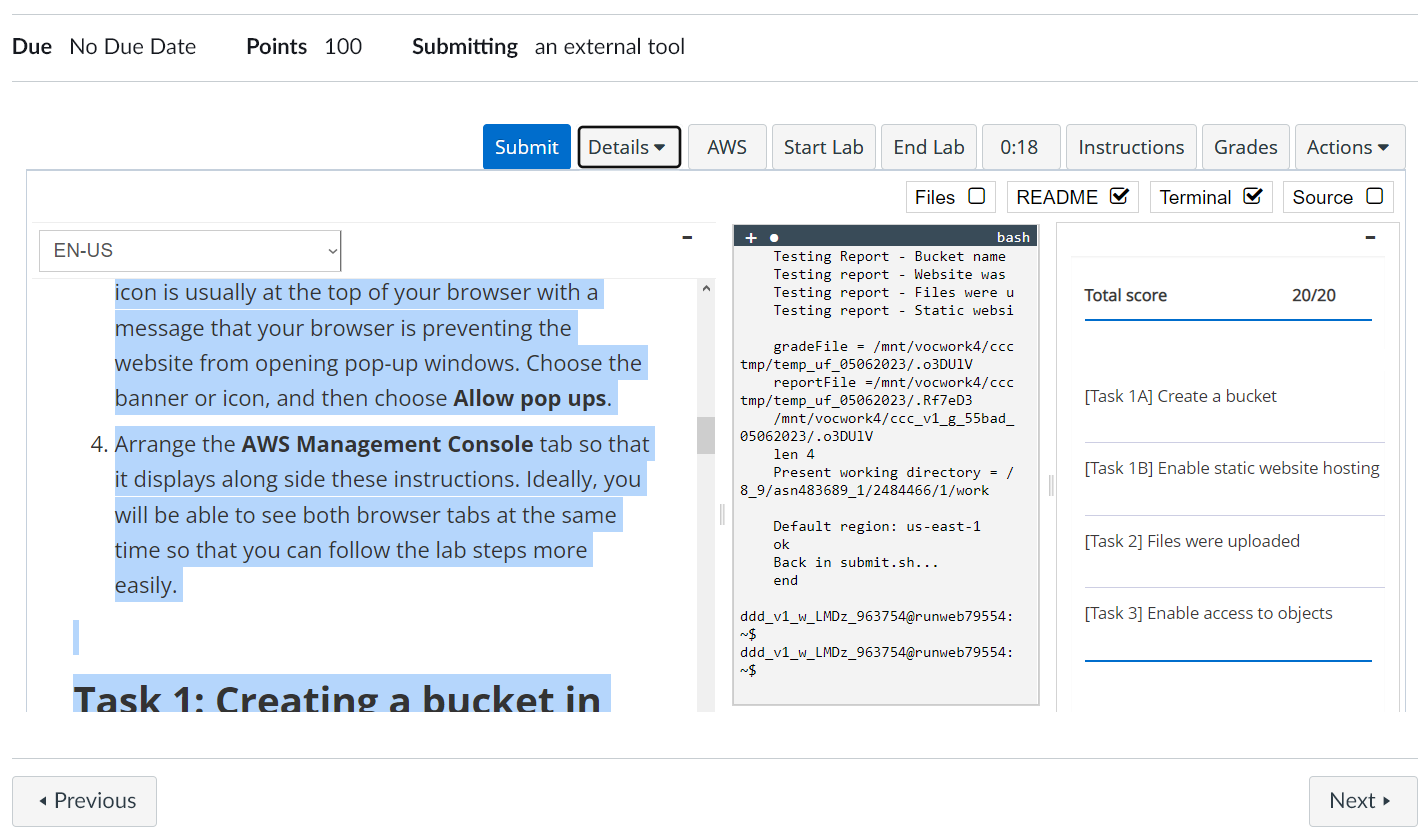 Due No Due Date Points 100 Submitting an external tool
Submit Details AWS Start Lab End Lab 0:18 Instructions Grades Actions
Files README Terminal Source
EN-US
icon is usually at the top of your browser with a
message that your browser is preventing the
website from opening pop-up windows. Choose the
banner or icon, and then choose Allow pop ups.
4. Arrange the AWS Management Console tab so that
it displays along side these instructions. Ideally, you
will be able to see both browser tabs at the same
time so that you can follow the lab steps more
easily.
Task 1: Creating a bucket in
+ bash
Testing Report - Bucket name
Testing report - Website was
Testing report - Files were u
Testing report - Static websi
gradeFile = /mnt/vocwork4/ccc
tmp/temp_uf_05062023/.o3DUlV
reportFile =/mnt/vocwork4/ccc
tmp/temp_uf_05062023/.Rf7eD3
/mnt/vocwork4/ccc_v1_g_55bad_
05062023/.o3DUlV
len 4
Present working directory = /
8_9/asn483689_1/2484466/1/work
Default region: us-east-1
ok
Back in submit.sh...
end
ddd_v1_w_LMDz_963754@runweb79554:
~$
ddd_v1_w_LMDz_963754@runweb79554:
~$
Total score 20/20
[Task 1A] Create a bucket
[Task 1B] Enable static website hosting
[Task 2] Files were uploaded
[Task 3] Enable access to objects
Previous
Next